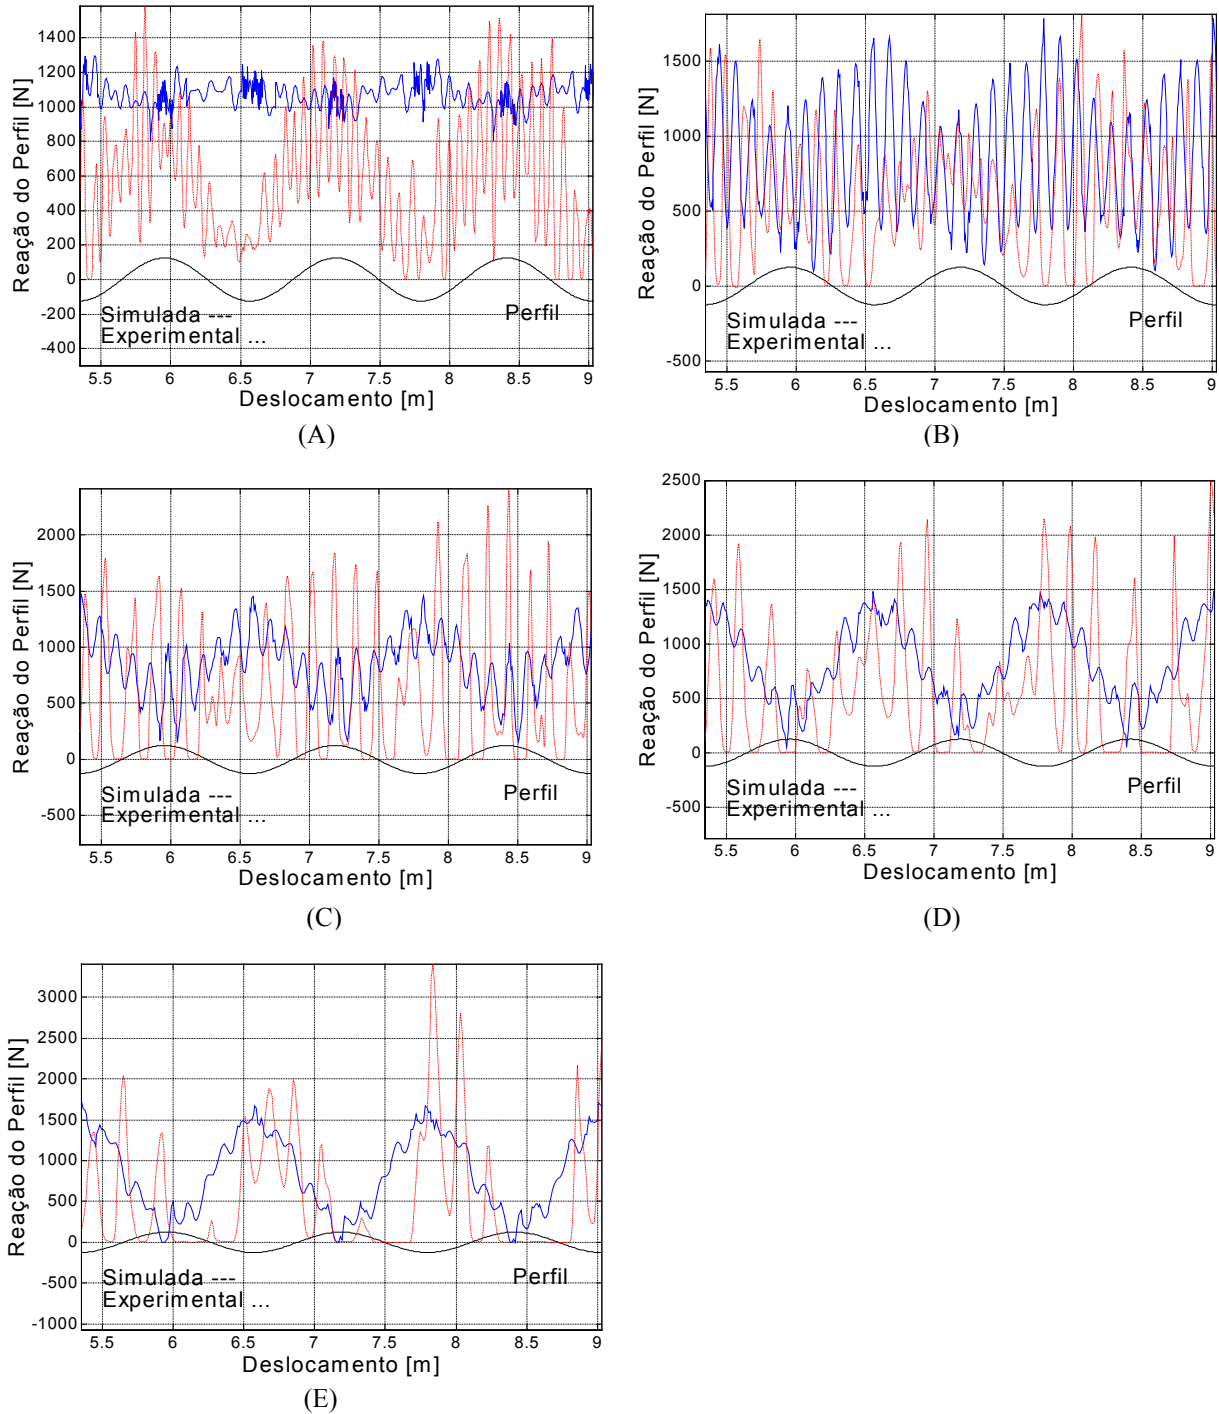 1400
1200
1000
800
600
400
200
0
-200
-400
Reação do Perfil [N]
Simulada ---
Experimental ...
Perfil
5.5 6 6.5 7 7.5 8 8.5 9
Deslocamento [m]
(A)
1500
1000
500
0
-500
Reação do Perfil [N]
Simulada ---
Experimental ...
Perfil
5.5 6 6.5 7 7.5 8 8.5 9
Deslocamento [m]
(B)
2000
1500
1000
500
0
-500
Reação do Perfil [N]
Simulada ---
Experimental ...
Perfil
5.5 6 6.5 7 7.5 8 8.5 9
Deslocamento [m]
(C)
2500
2000
1500
1000
500
0
-500
Reação do Perfil [N]
Simulada ---
Experimental ...
Perfil
5.5 6 6.5 7 7.5 8 8.5 9
Deslocamento [m]
(D)
3000
2500
2000
1500
1000
500
0
-500
-1000
Reação do Perfil [N]
Simulada ---
Experimental ...
Perfil
5.5 6 6.5 7 7.5 8 8.5 9
Deslocamento [m]
(E)